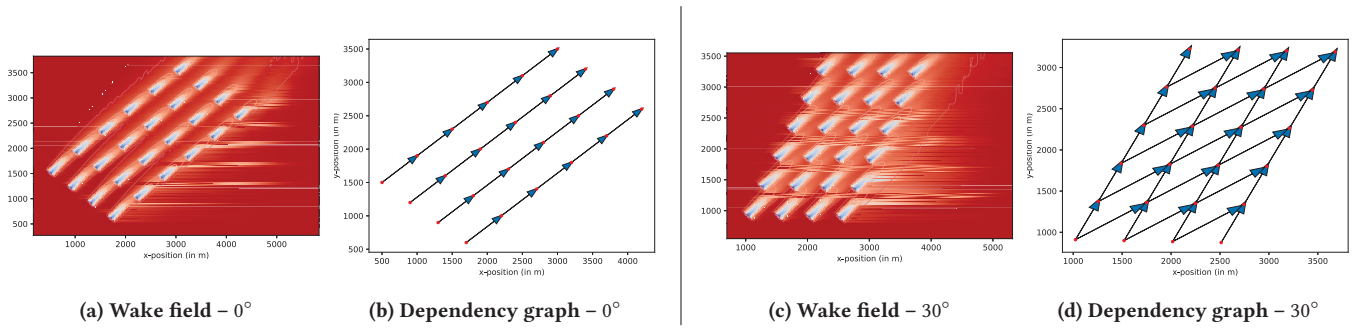 3500
3000
2500
2000
1500
1000
500
1000 2000 3000 4000 5000
x-position (in m)
(a) Wake field – 0°
y-position (in m)
3500
3000
2500
2000
1500
1000
500
500 1000 1500 2000 2500 3000 3500 4000
x-position (in m)
(b) Dependency graph – 0°
3500
3000
2500
2000
1500
1000
1000 2000 3000 4000 5000
x-position (in m)
(c) Wake field – 30°
y-position (in m)
3000
2500
2000
1500
1000
1000 1500 2000 2500 3000 3500
x-position (in m)
(d) Dependency graph – 30°